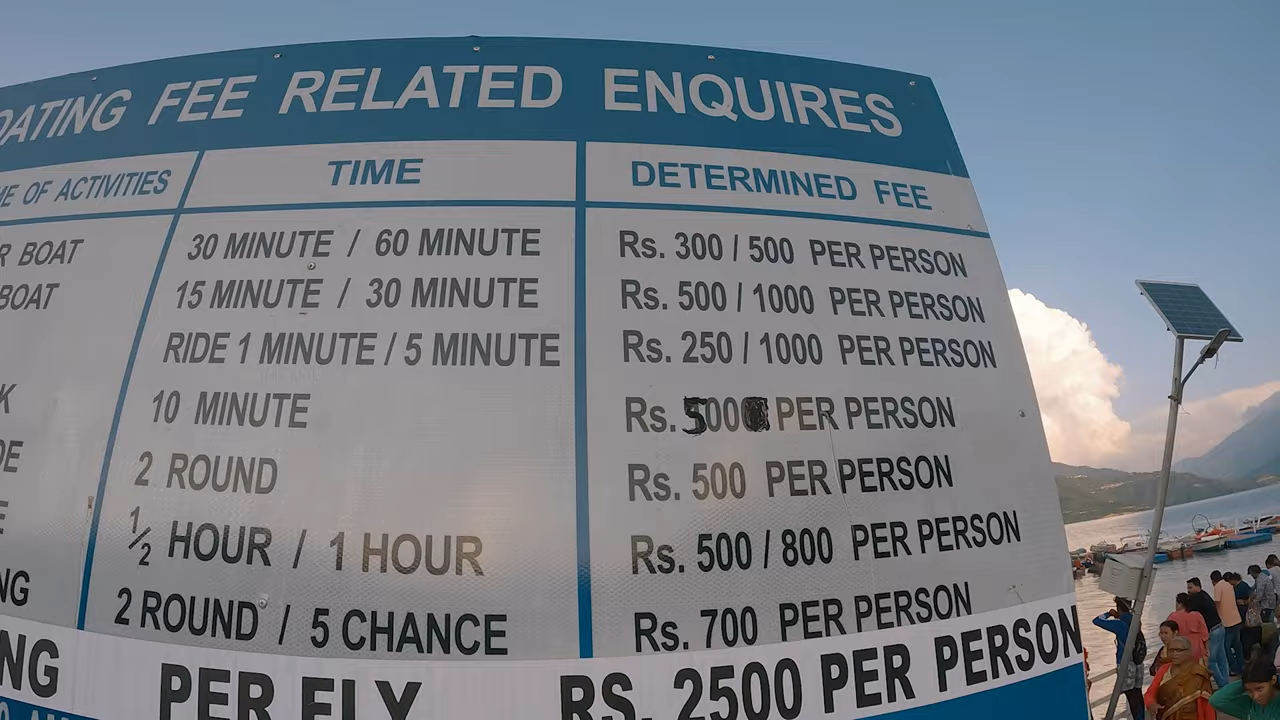 OATING FEE RELATED ENQUIRES
ME OF ACTIVITIES TIME DETERMINED FEE
R BOAT 30 MINUTE / 60 MINUTE Rs. 300 / 500 PER PERSON
BOAT 15 MINUTE / 30 MINUTE Rs. 500 / 1000 PER PERSON
RIDE 1 MINUTE / 5 MINUTE Rs. 250 / 1000 PER PERSON
K 10 MINUTE Rs. 500 PER PERSON
DE 2 ROUND Rs. 500 PER PERSON
E ½ HOUR / 1 HOUR Rs. 500 / 800 PER PERSON
NG 2 ROUND / 5 CHANCE Rs. 700 PER PERSON
NG PER FLY RS. 2500 PER PERSON